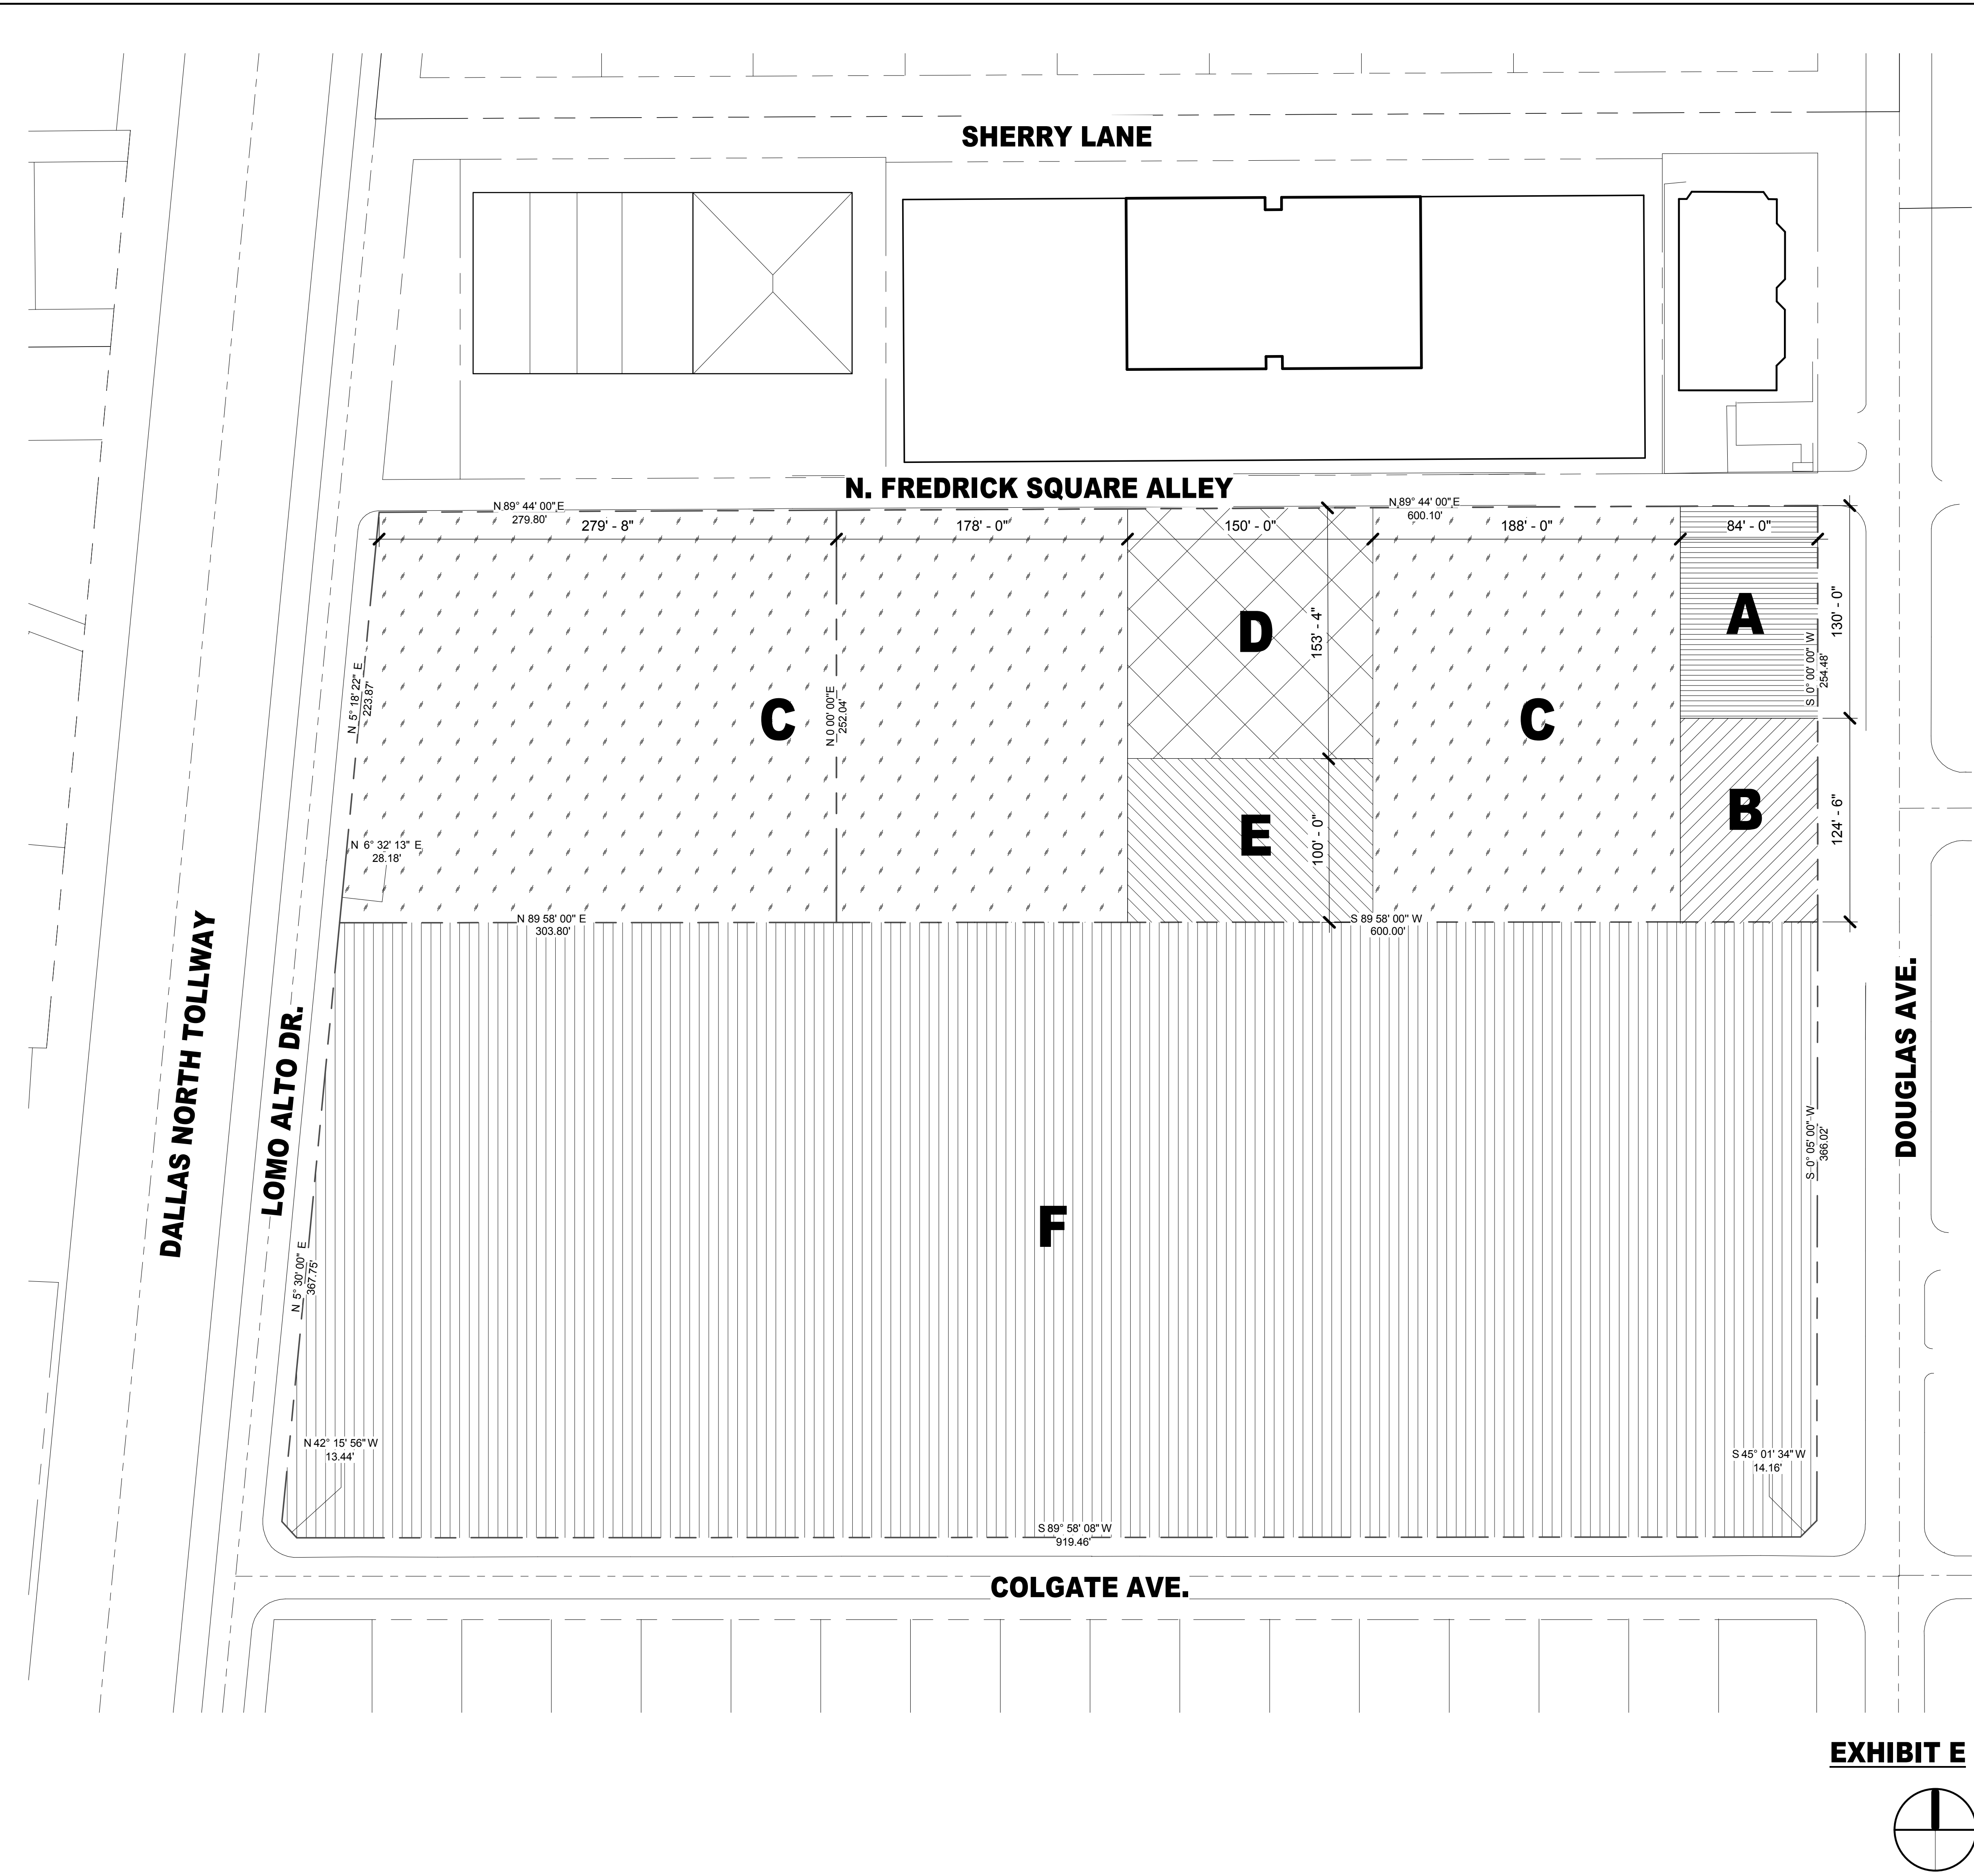 SHERRY LANE
N. FREDRICK SQUARE ALLEY
N 89° 44' 00" E
279.80'
N 89° 44' 00" E
600.10'
279' - 8"
178' - 0"
150' - 0"
188' - 0"
84' - 0"
A
130' - 0"
D
153' - 4"
S 0° 00' 00" W
254.48'
N 5° 18' 22" E
223.87'
C
N 0 00' 00"E
252.04'
C
B
124' - 6"
E
100' - 0"
N 6° 32' 13" E
28.18'
N 89 58' 00" E
303.80'
S 89 58' 00" W
600.00'
DALLAS NORTH TOLLWAY
LOMO ALTO DR.
DOUGLAS AVE.
S 0° 05' 00" W
366.02'
F
N 5° 30' 00" E
367.75'
N 42° 15' 56" W
13.44'
S 45° 01' 34" W
14.16'
S 89° 58' 08" W
919.46'
COLGATE AVE.
EXHIBIT E